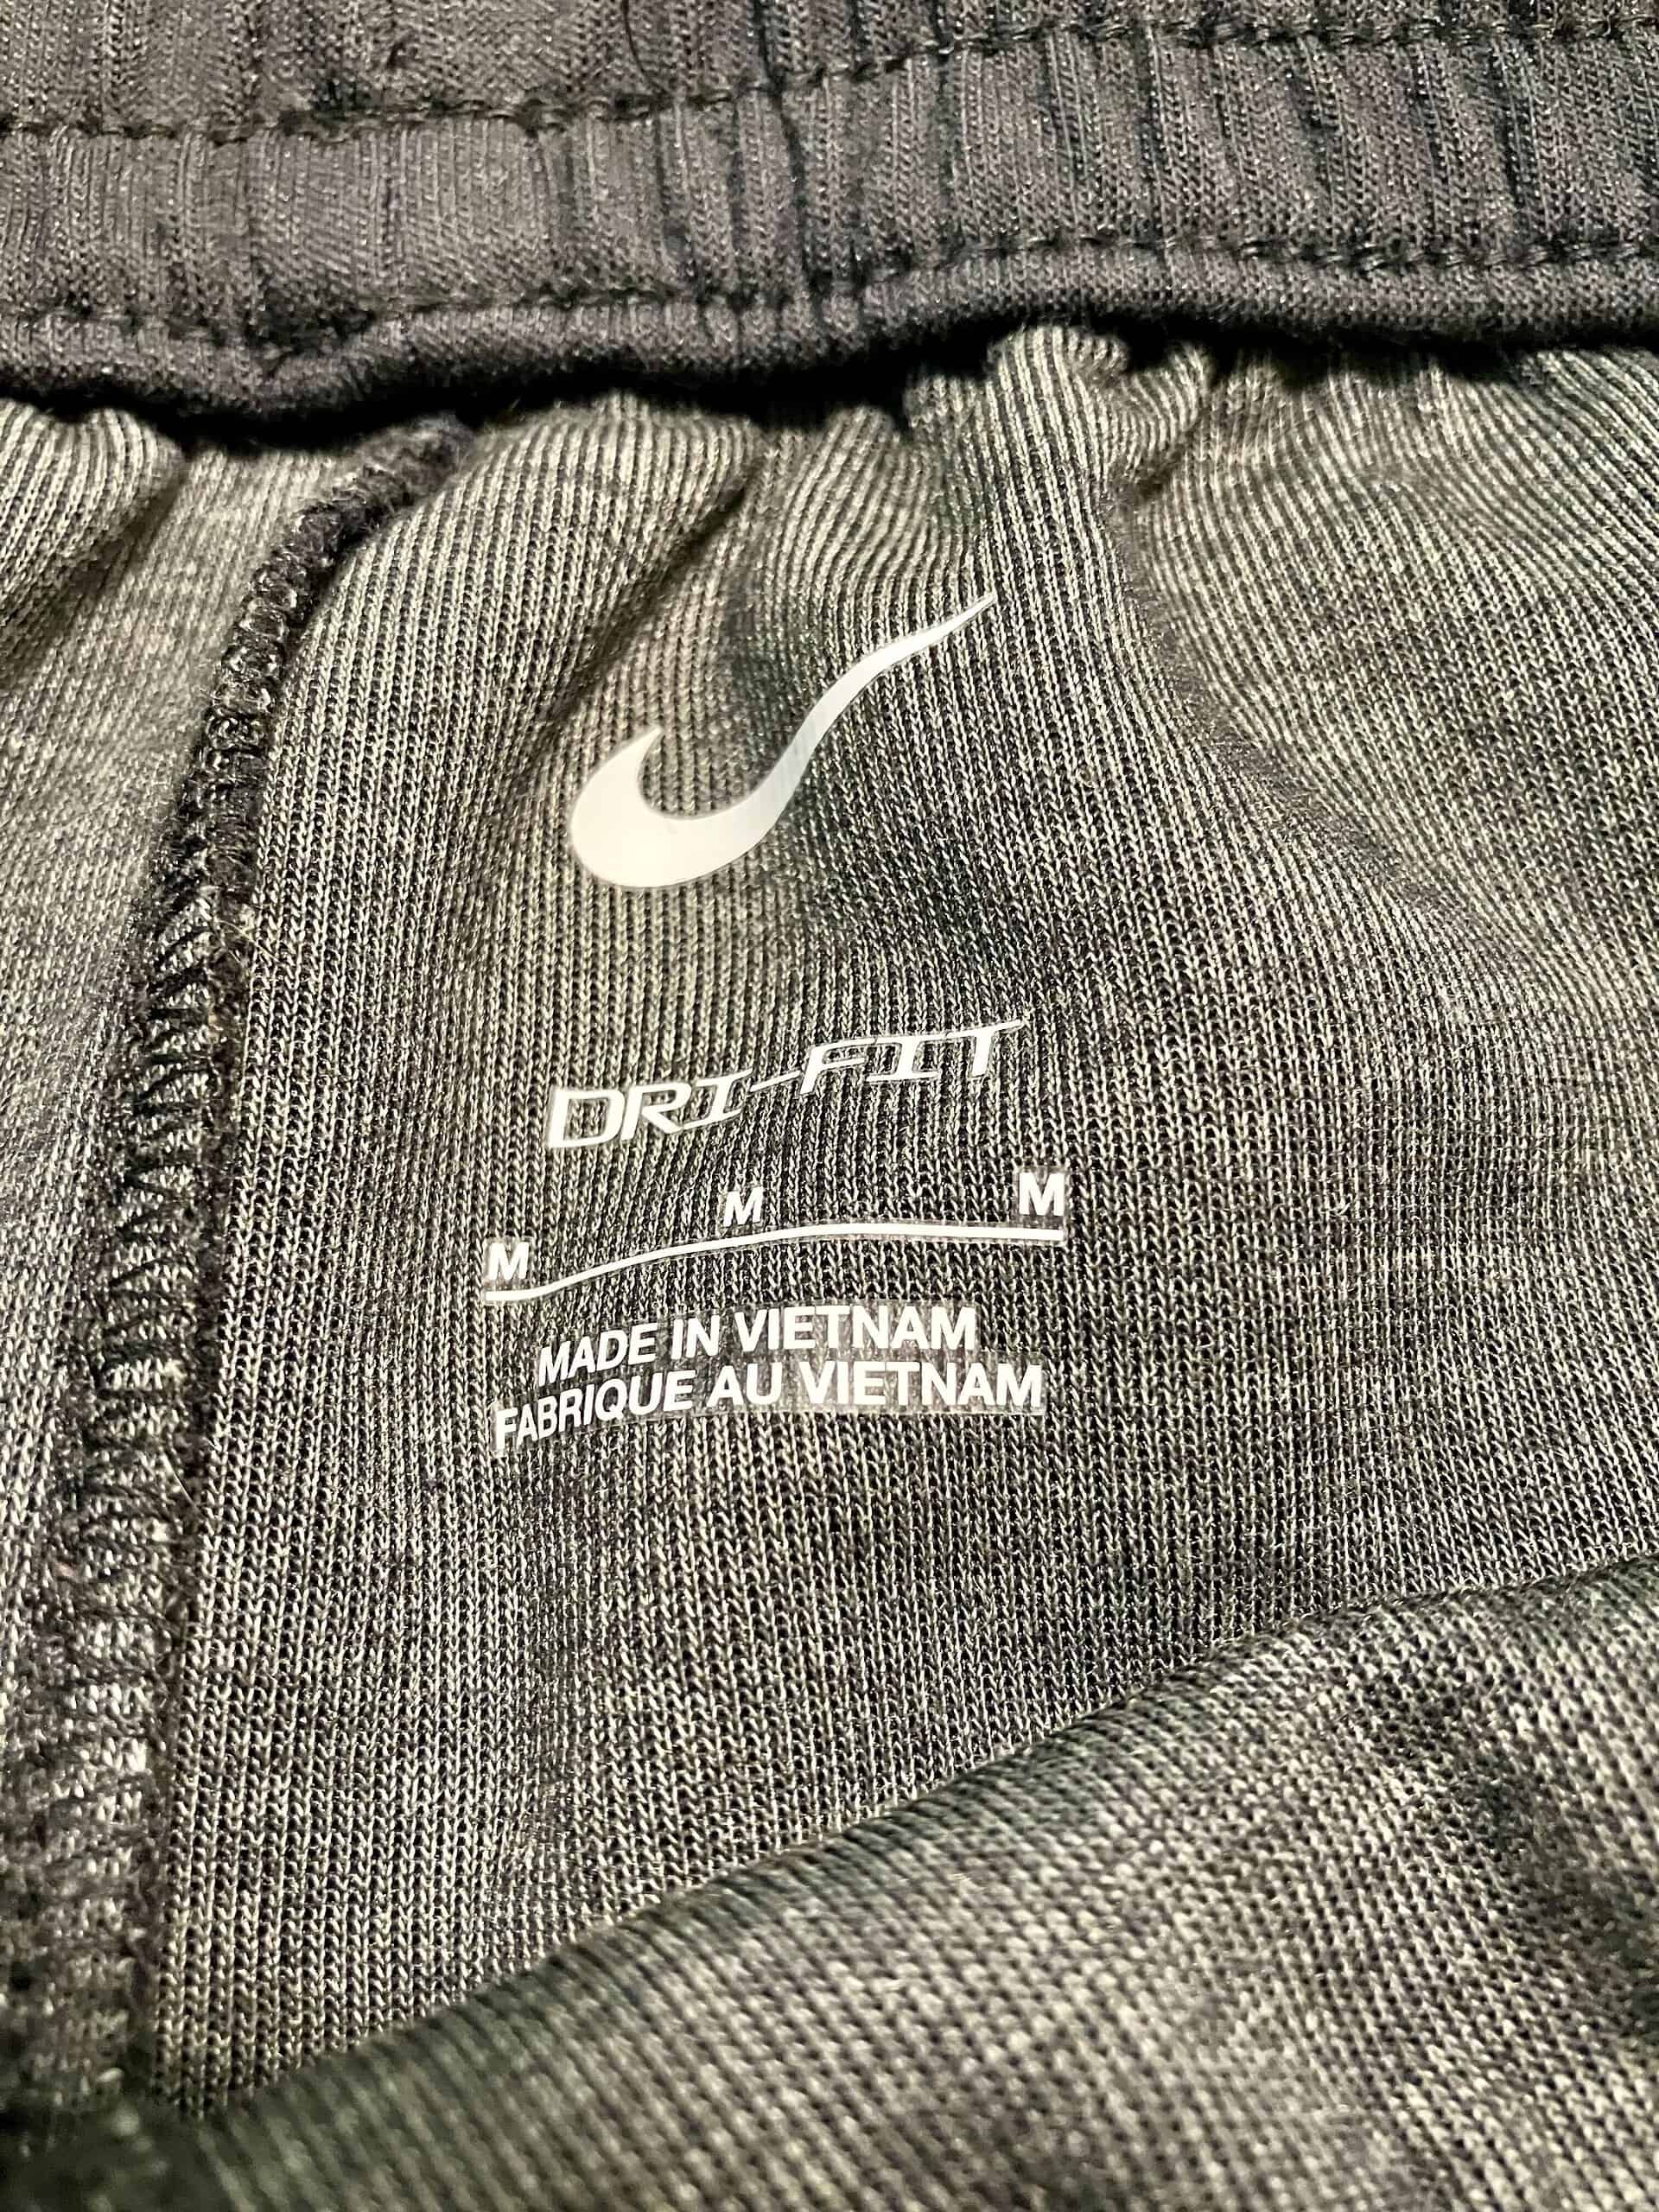 DRI-FIT
M M M
MADE IN VIETNAM
FABRIQUE AU VIETNAM